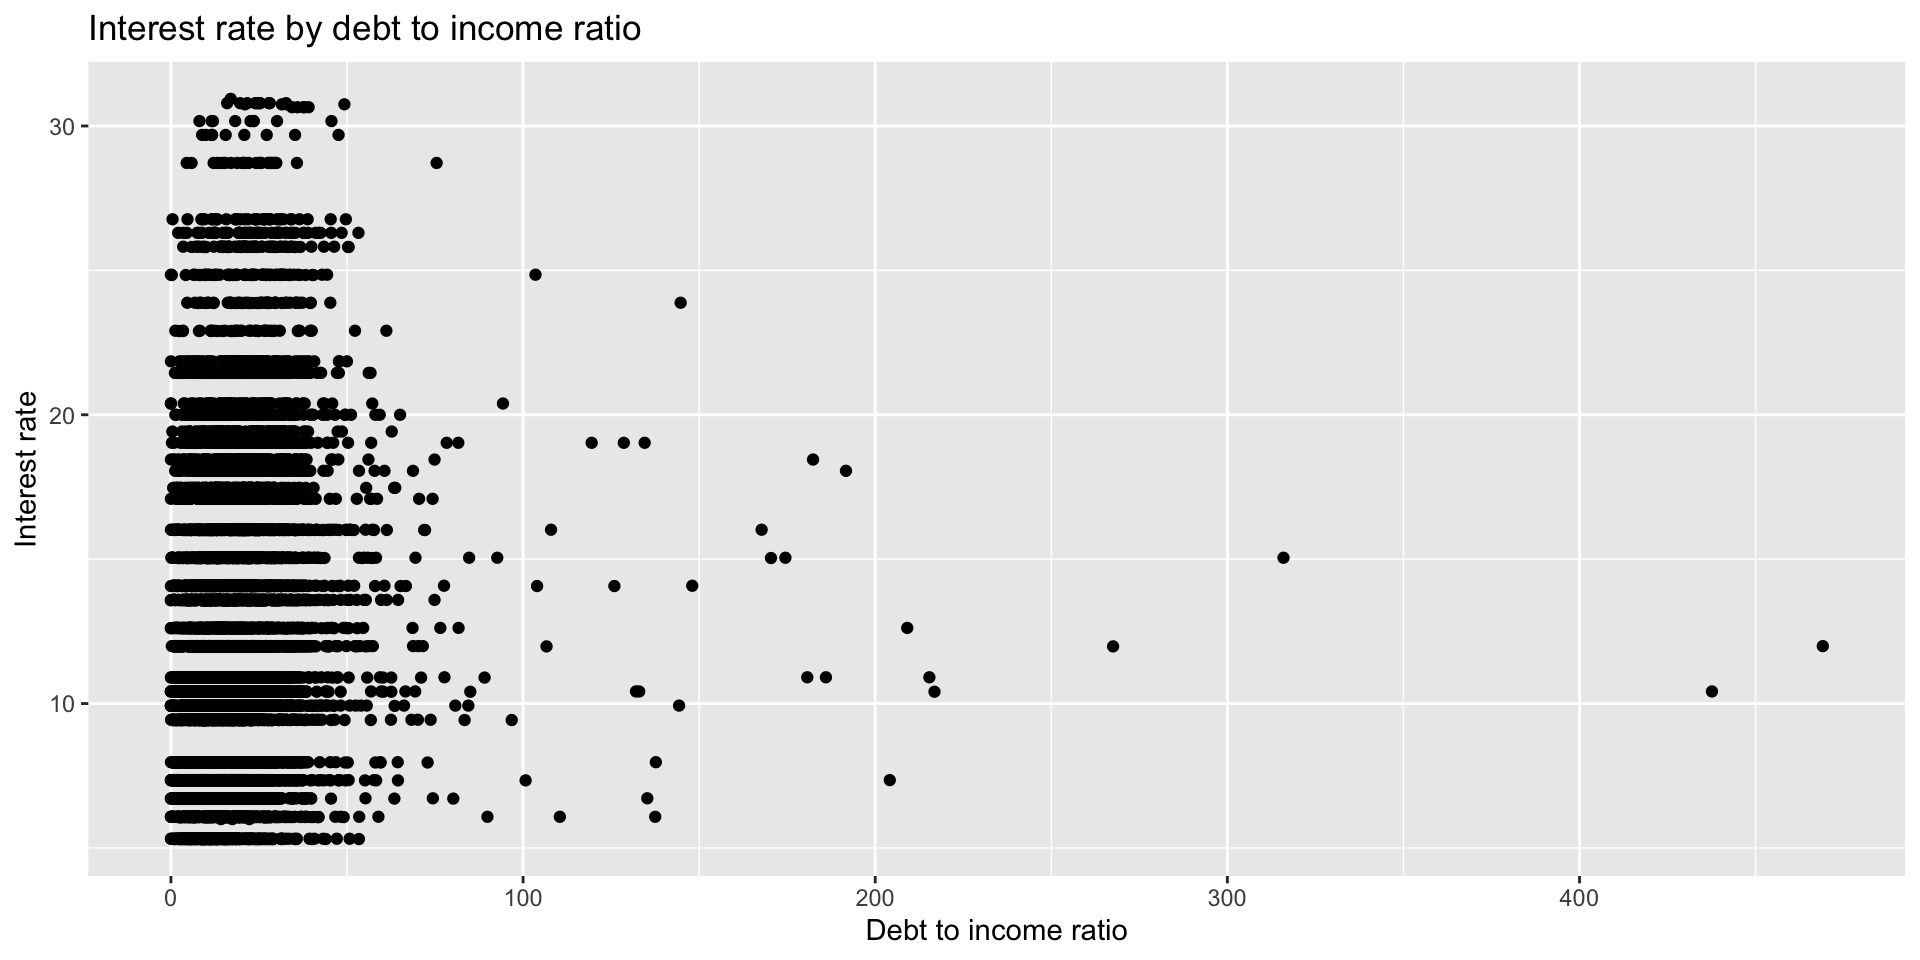 Interest rate by debt to income ratio
Interest rate
30
20
10
0 100 200 300 400
Debt to income ratio